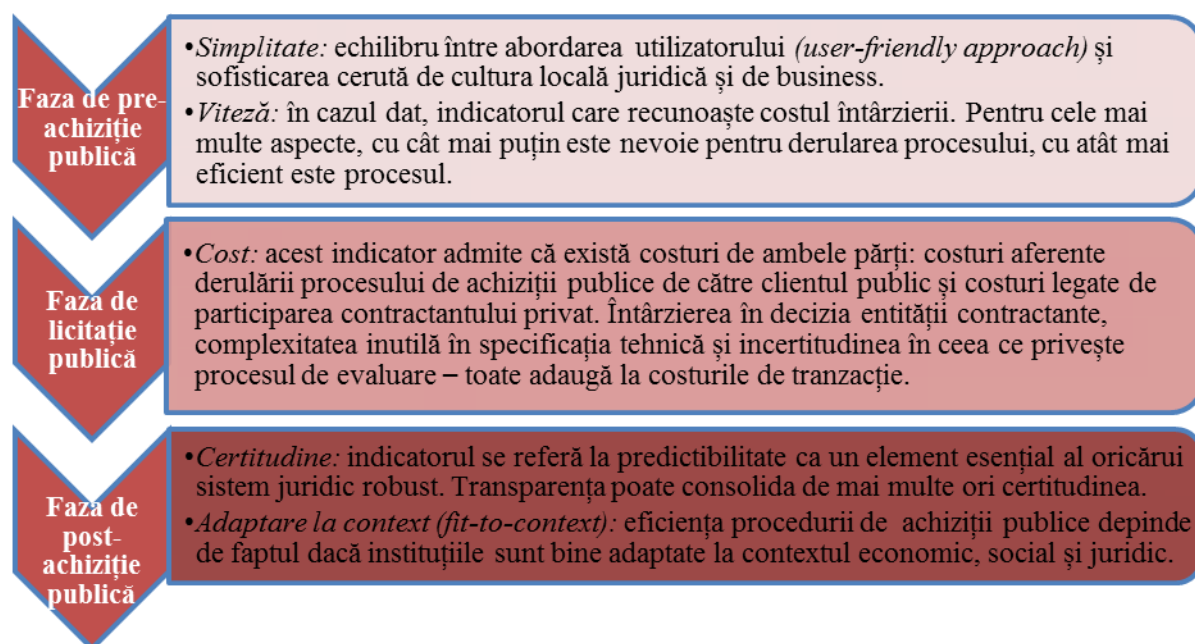 Faza de pre-
achiziție
publică
•Simplitate: echilibru între abordarea utilizatorului (user-friendly approach) și
sofisticarea cerută de cultura locală juridică și de business.
•Viteză: în cazul dat, indicatorul care recunoaște costul întârzierii. Pentru cele mai
multe aspecte, cu cât mai puțin este nevoie pentru derularea procesului, cu atât mai
eficient este procesul.
Faza de
licitație
publică
•Cost: acest indicator admite că există costuri de ambele părți: costuri aferente
derulării procesului de achiziții publice de către clientul public și costuri legate de
participarea contractantului privat. Întârzierea în decizia entității contractante,
complexitatea inutilă în specificația tehnică și incertitudinea în ceea ce privește
procesul de evaluare – toate adaugă la costurile de tranzacție.
Faza de
post-
achiziție
publică
•Certitudine: indicatorul se referă la predictibilitate ca un element esențial al oricărui
sistem juridic robust. Transparența poate consolida de mai multe ori certitudinea.
•Adaptare la context (fit-to-context): eficiența procedurii de achiziții publice depinde
de faptul dacă instituțiile sunt bine adaptate la contextul economic, social și juridic.